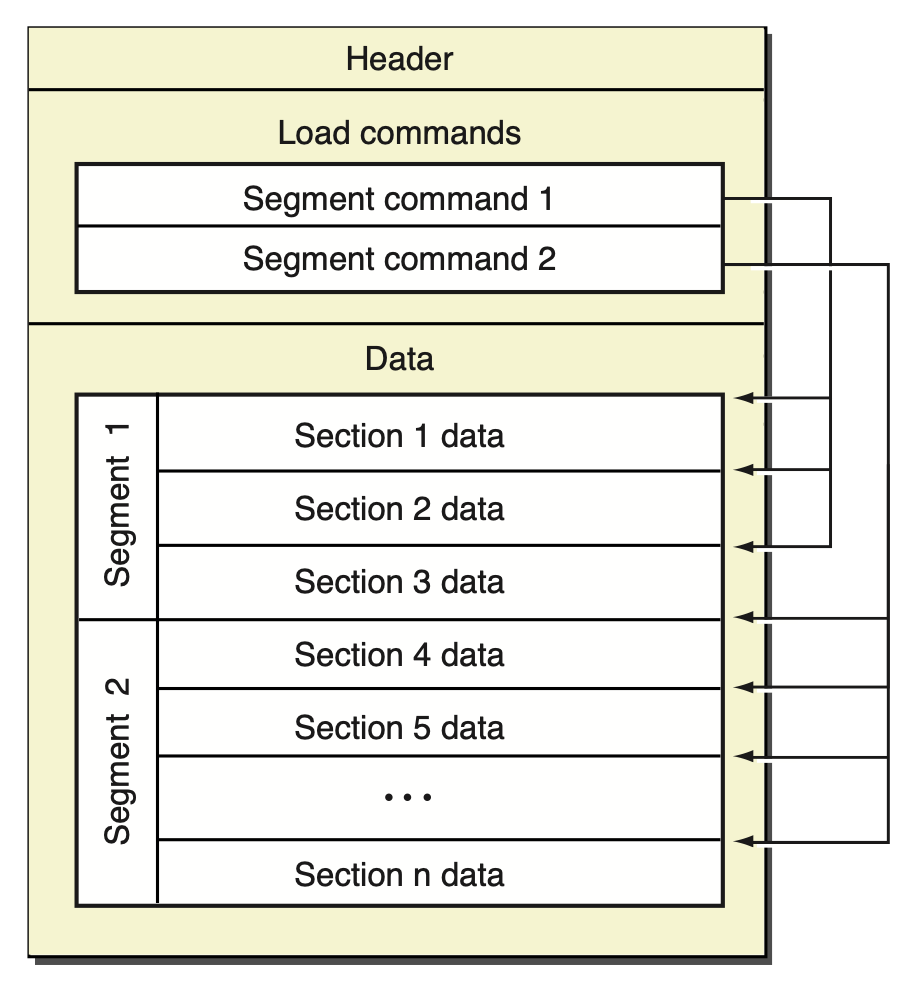 Header
Load commands
Segment command 1
Segment command 2
Data
Segment 1
Section 1 data
Section 2 data
Section 3 data
Segment 2
Section 4 data
Section 5 data
...
Section n data